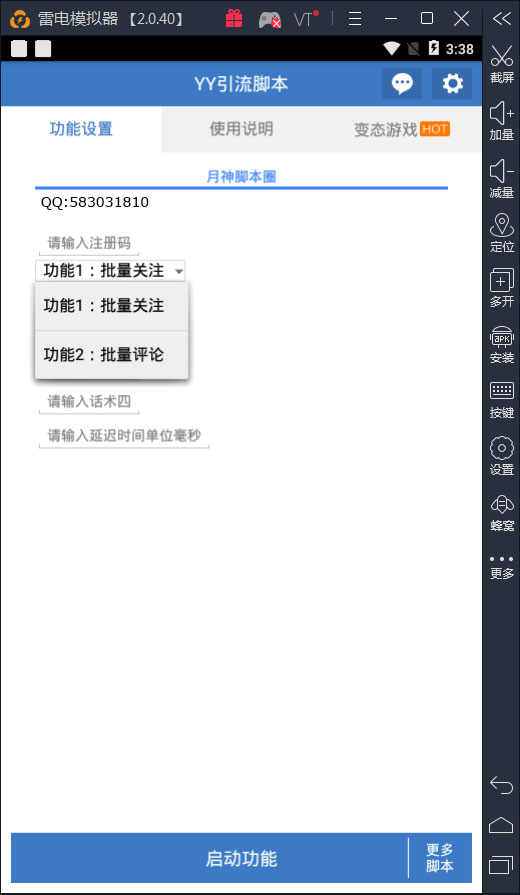 雷电模拟器 【2.0.40】
VT
3:38
YY引流脚本
功能设置
使用说明
变态游戏 HOT
月神脚本圈
QQ:583031810
请输入注册码
功能1：批量关注
功能1：批量关注
功能2：批量评论
请输入话术四
请输入延迟时间单位毫秒
启动功能
更多
脚本
截屏
加量
减量
定位
多开
APK
安装
按键
设置
蜂窝
更多